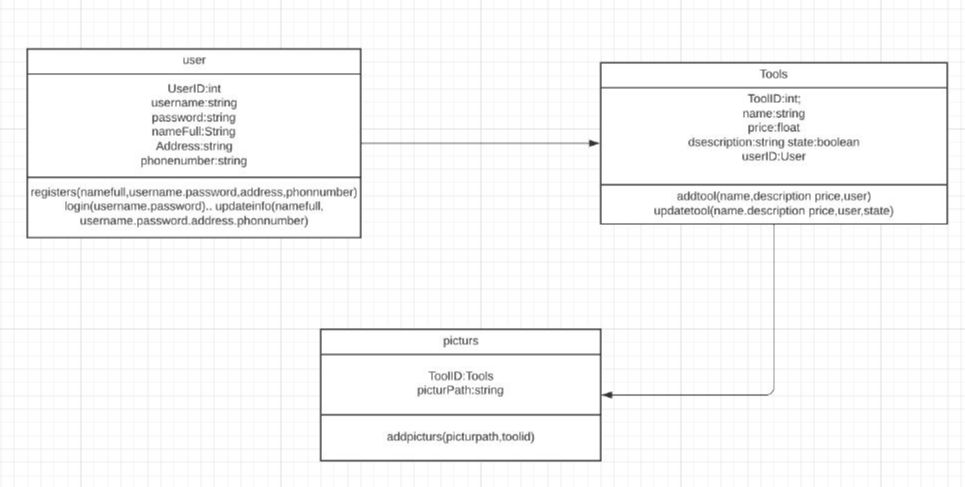 user
UserID:int
username:string
password:string
nameFull:String
Address:string
phonenumber:string
registers(namefull,username.password,address,phonnumber)
login(username.password).. updateinfo(namefull,
username.password.address.phonnumber)
Tools
ToolID:int;
name:string
price:float
dsescription:string state:boolean
userID:User
addtool(name,description price,user)
updatetool(name.description price,user,state)
picturs
ToolID:Tools
picturPath:string
addpicturs(picturpath,toolid)